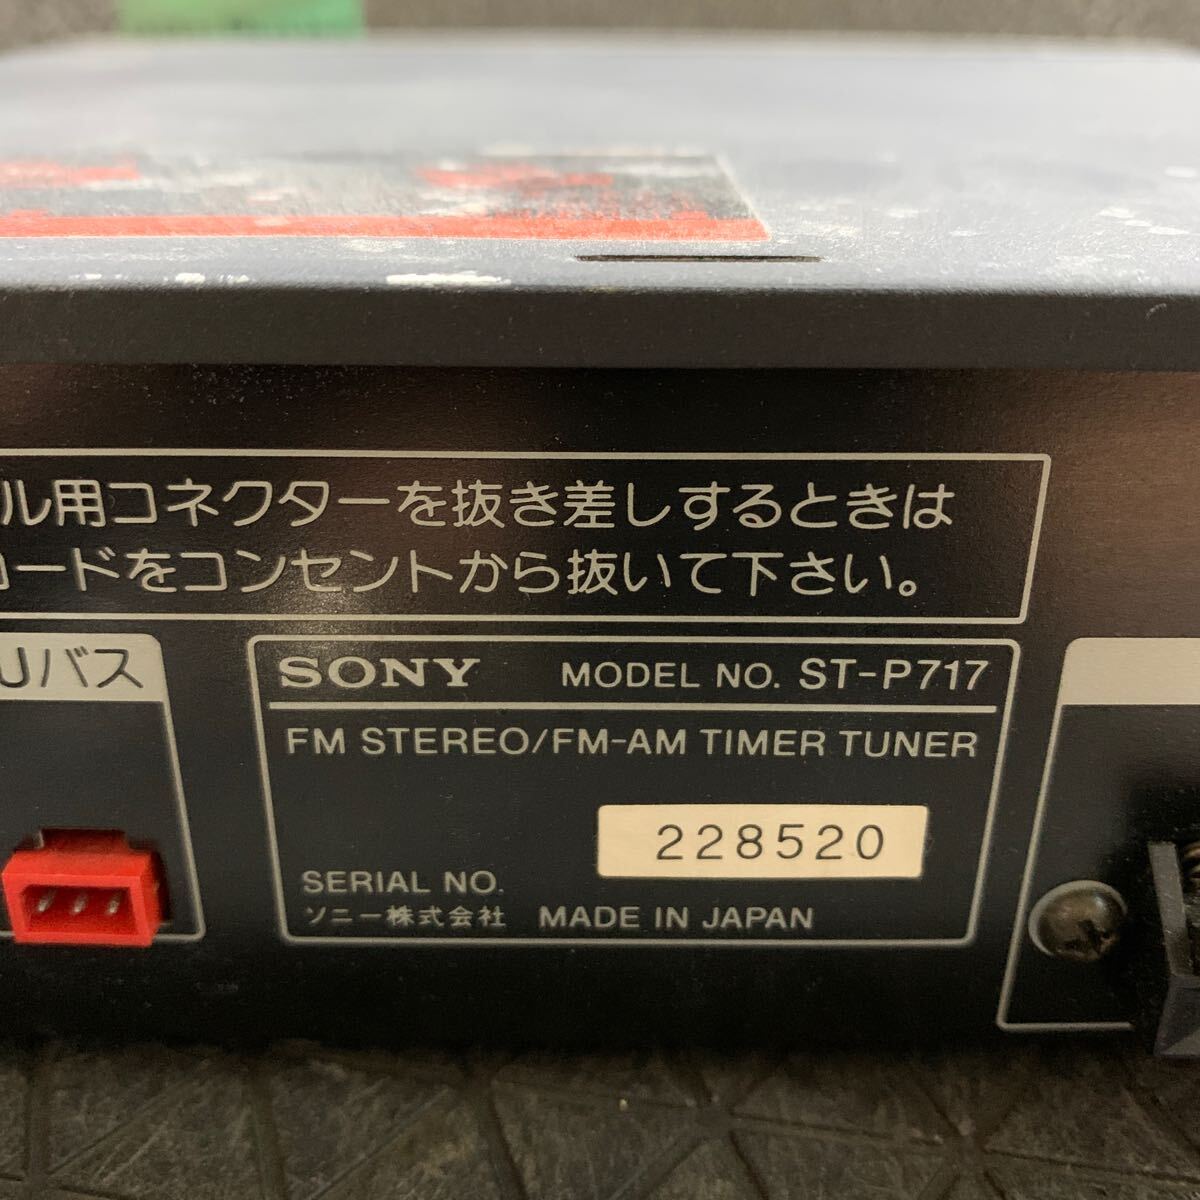 ル用コネクターを抜き差しするときは
コードをコンセントから抜いて下さい。
Uバス
SONY MODEL NO. ST-P717
FM STEREO/FM-AM TIMER TUNER
228520
SERIAL NO.
ソニー株式会社 MADE IN JAPAN